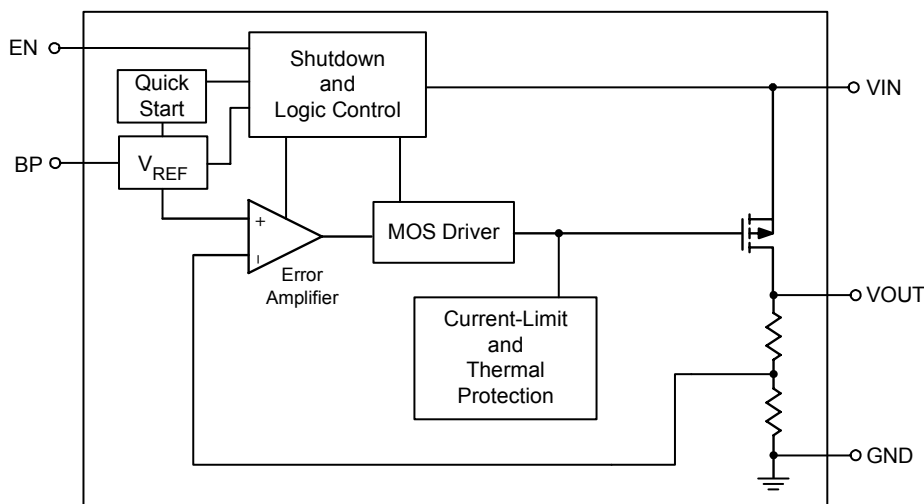 EN
Shutdown
and
Logic Control
Quick
Start
VIN
BP
VREF
+
−
MOS Driver
Error
Amplifier
VOUT
Current-Limit
and
Thermal
Protection
GND